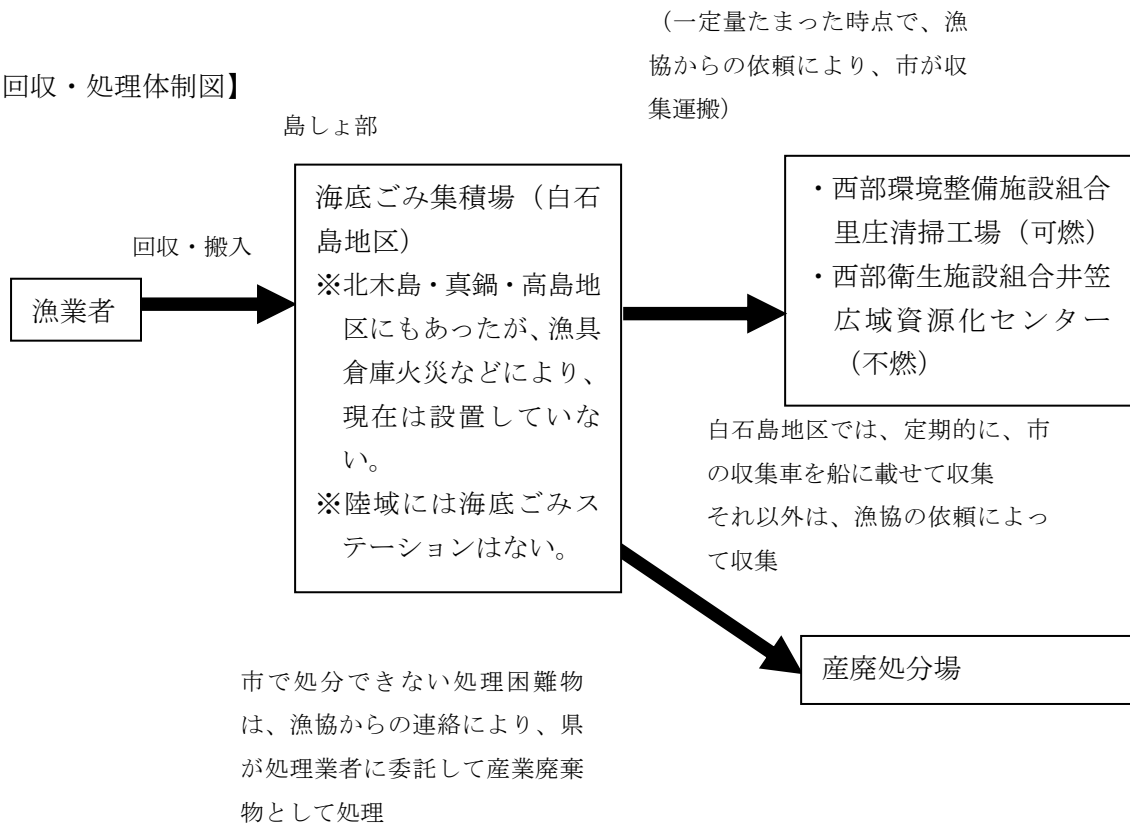 （一定量たまった時点で、漁
協からの依頼により、市が収
集運搬）
回収・処理体制図】
島しょ部
回収・搬入
漁業者
海底ごみ集積場（白石
島地区）
※北木島・真鍋・高島地
区にもあったが、漁具
倉庫火災などにより、
現在は設置していな
い。
※陸域には海底ごみス
テーションはない。
・西部環境整備施設組合
里庄清掃工場（可燃）
・西部衛生施設組合井笠
広域資源化センター
（不燃）
白石島地区では、定期的に、市
の収集車を船に載せて収集
それ以外は、漁協の依頼によっ
て収集
産廃処分場
市で処分できない処理困難物
は、漁協からの連絡により、県
が処理業者に委託して産業廃棄
物として処理